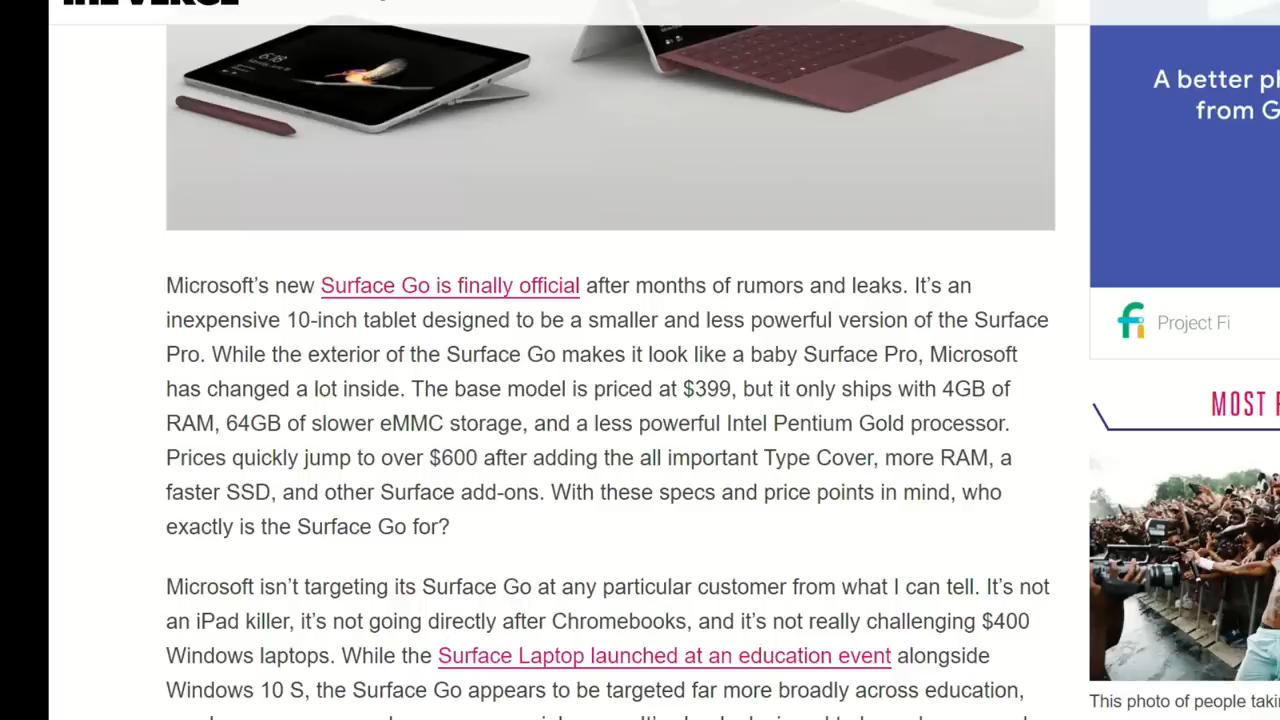 THE VERGE
6:18
A better
from
Microsoft’s new Surface Go is finally official after months of rumors and leaks. It’s an
inexpensive 10-inch tablet designed to be a smaller and less powerful version of the Surface
Pro. While the exterior of the Surface Go makes it look like a baby Surface Pro, Microsoft
has changed a lot inside. The base model is priced at $399, but it only ships with 4GB of
RAM, 64GB of slower eMMC storage, and a less powerful Intel Pentium Gold processor.
Prices quickly jump to over $600 after adding the all important Type Cover, more RAM, a
faster SSD, and other Surface add-ons. With these specs and price points in mind, who
exactly is the Surface Go for?
Microsoft isn’t targeting its Surface Go at any particular customer from what I can tell. It’s not
an iPad killer, it’s not going directly after Chromebooks, and it’s not really challenging $400
Windows laptops. While the Surface Laptop launched at an education event alongside
Windows 10 S, the Surface Go appears to be targeted far more broadly across education,
Project Fi
MOST
This photo of people